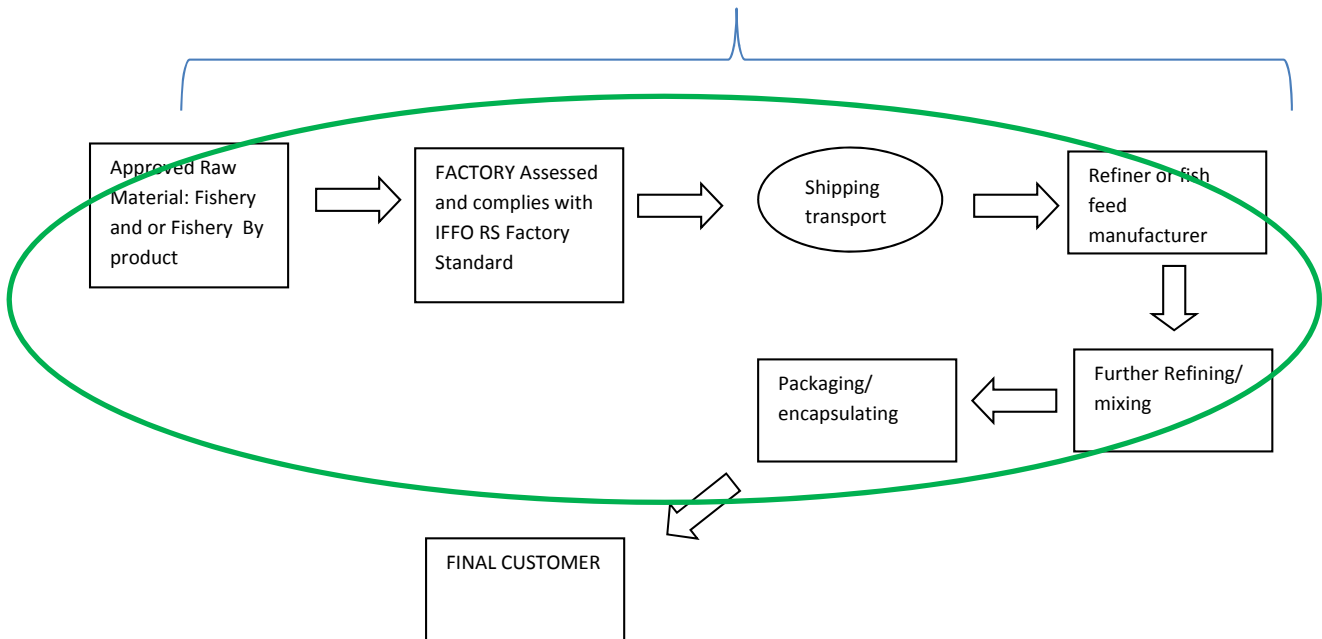 Approved Raw
Material: Fishery
and or Fishery By
product
FACTORY Assessed
and complies with
IFFO RS Factory
Standard
Shipping
transport
Refiner or fish
feed
manufacturer
Further Refining/
mixing
Packaging/
encapsulating
FINAL CUSTOMER